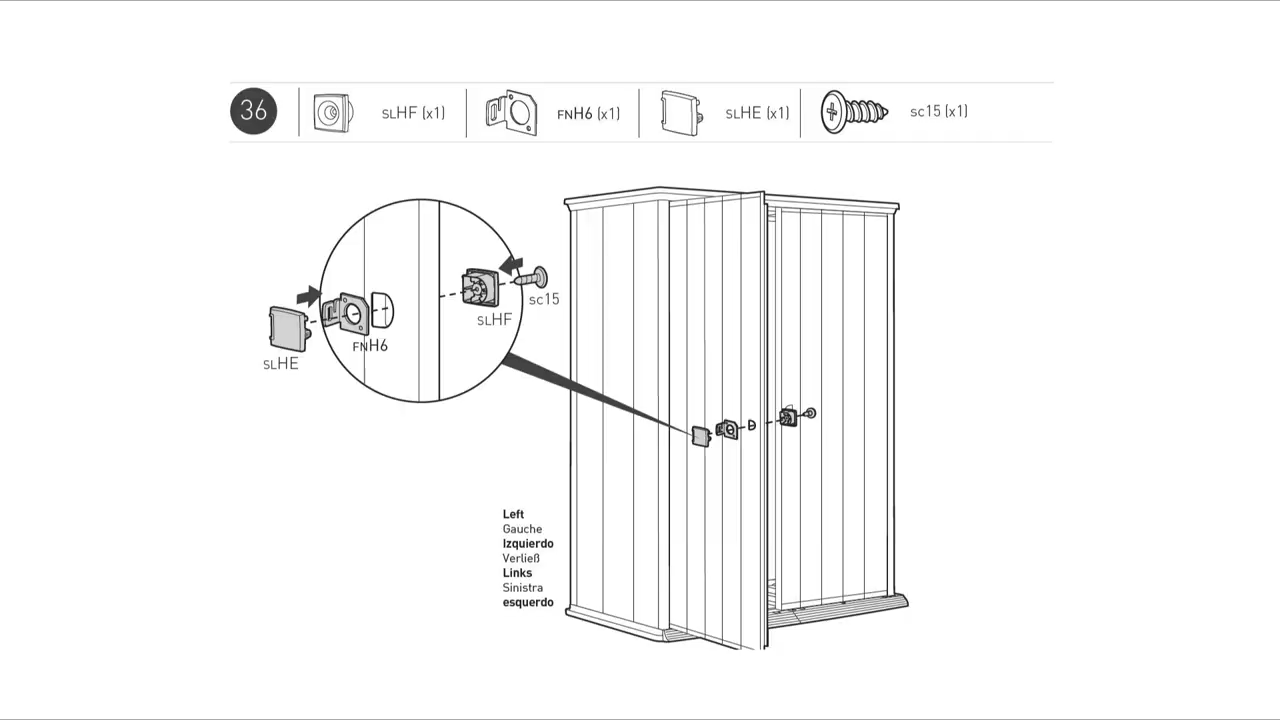 36
SLHF (x1)
FNH6 (x1)
SLHE (x1)
sc15 (x1)
sc15
SLHF
FNH6
SLHE
Left
Gauche
Izquierdo
Verließ
Links
Sinistra
esquerdo